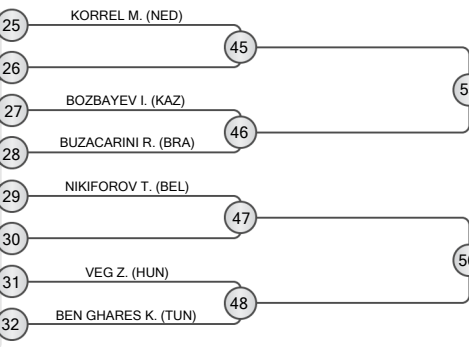 25 KORREL M. (NED)
45
26
27 BOZBAYEV I. (KAZ)
46
28 BUZACARINI R. (BRA)
29 NIKIFOROV T. (BEL)
47
30
31 VEG Z. (HUN)
48
32 BEN GHARES K. (TUN)